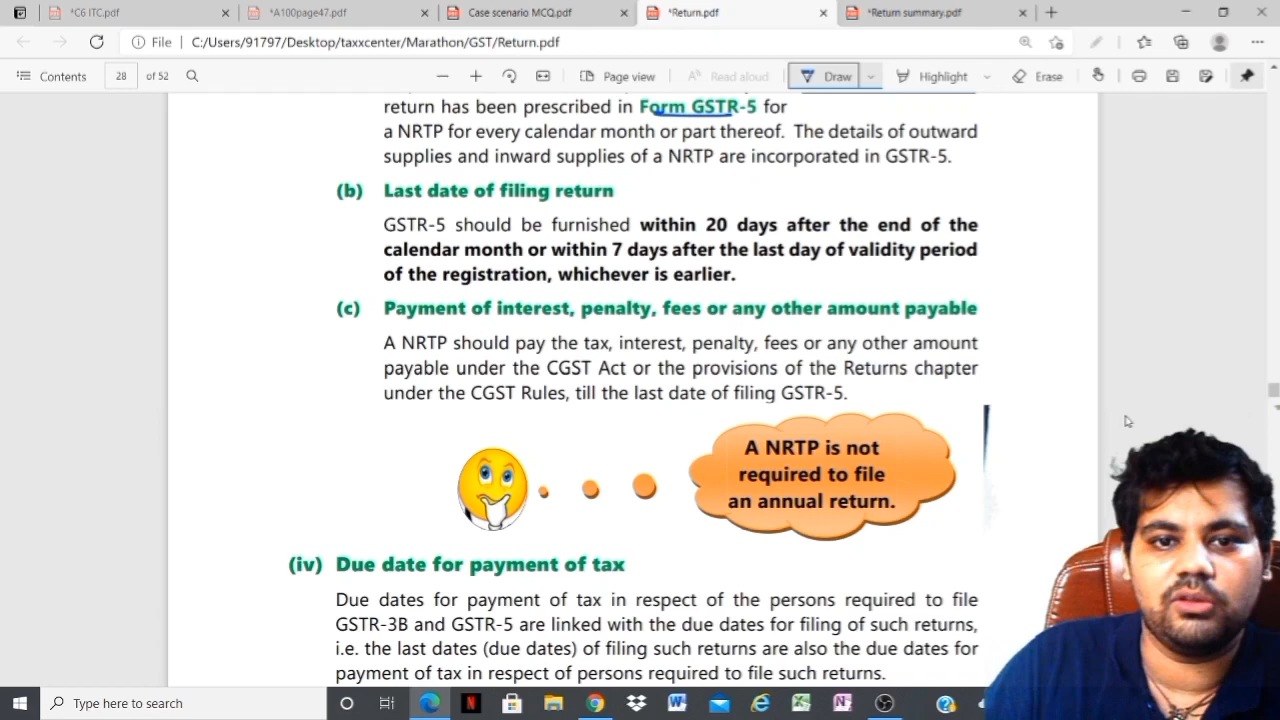 *C6 ITC.pdf
*A100page47.pdf
Case scenario MCQ.pdf
*Return.pdf
*Return summary.pdf
File
C:/Users/91797/Desktop/taxxcenter/Marathon/GST/Return.pdf
Contents
28
of 52
Page view
Read aloud
Draw
Highlight
Erase
return has been prescribed in Form GSTR-5 for
a NRTP for every calendar month or part thereof. The details of outward
supplies and inward supplies of a NRTP are incorporated in GSTR-5.
(b) Last date of filing return
GSTR-5 should be furnished within 20 days after the end of the
calendar month or within 7 days after the last day of validity period
of the registration, whichever is earlier.
(c) Payment of interest, penalty, fees or any other amount payable
A NRTP should pay the tax, interest, penalty, fees or any other amount
payable under the CGST Act or the provisions of the Returns chapter
under the CGST Rules, till the last date of filing GSTR-5.
A NRTP is not
required to file
an annual return.
(iv) Due date for payment of tax
Due dates for payment of tax in respect of the persons required to file
GSTR-3B and GSTR-5 are linked with the due dates for filing of such returns,
i.e. the last dates (due dates) of filing such returns are also the due dates for
payment of tax in respect of persons required to file such returns.
Type here to search